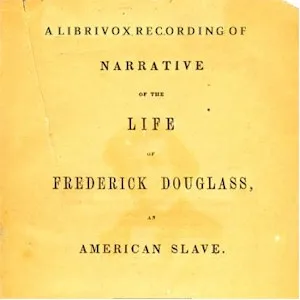 A LIBRIVOX RECORDING OF
NARRATIVE
OF THE
LIFE
OF
FREDERICK DOUGLASS,
AN
AMERICAN SLAVE.